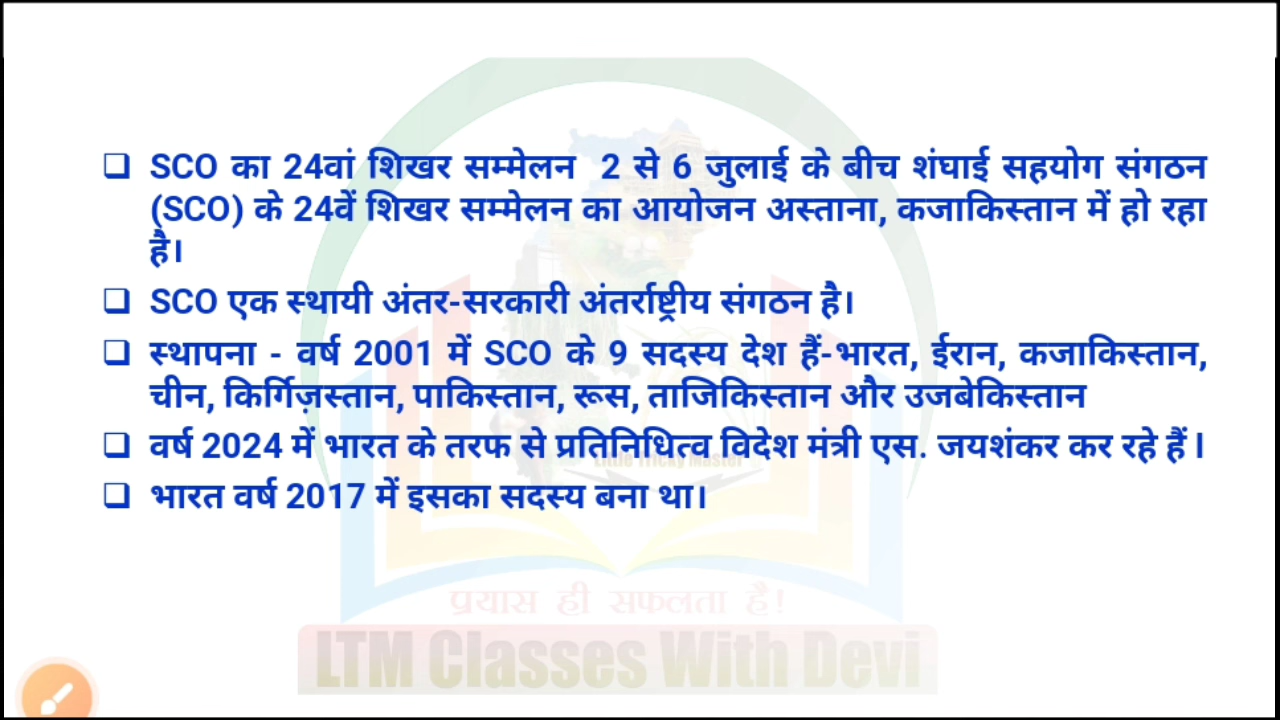 ❑ SCO का 24वां शिखर सम्मेलन 2 से 6 जुलाई के बीच शंघाई सहयोग संगठन
(SCO) के 24वें शिखर सम्मेलन का आयोजन अस्ताना, कजाकिस्तान में हो रहा
है।
❑ SCO एक स्थायी अंतर-सरकारी अंतर्राष्ट्रीय संगठन है।
❑ स्थापना - वर्ष 2001 में SCO के 9 सदस्य देश हैं-भारत, ईरान, कजाकिस्तान,
चीन, किर्गिज़स्तान, पाकिस्तान, रूस, ताजिकिस्तान और उजबेकिस्तान
❑ वर्ष 2024 में भारत के तरफ से प्रतिनिधित्व विदेश मंत्री एस. जयशंकर कर रहे हैं।
Little Tricky Master
❑ भारत वर्ष 2017 में इसका सदस्य बना था।
प्रयास ही सफलता है!
LTM Classes With Devi